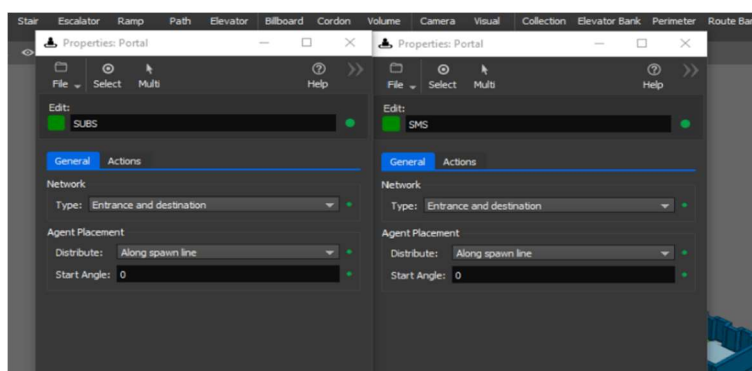 Stair Escalator Ramp Path Elevator Billboard Cordon Volume Camera Visual Collection Elevator Bank Perimeter Route Ba
Properties: Portal
File Select Multi Help
Edit:
SUBS
General Actions
Network
Type: Entrance and destination
Agent Placement
Distribute: Along spawn line
Start Angle: 0
Properties: Portal
File Select Multi Help
Edit:
SMS
General Actions
Network
Type: Entrance and destination
Agent Placement
Distribute: Along spawn line
Start Angle: 0